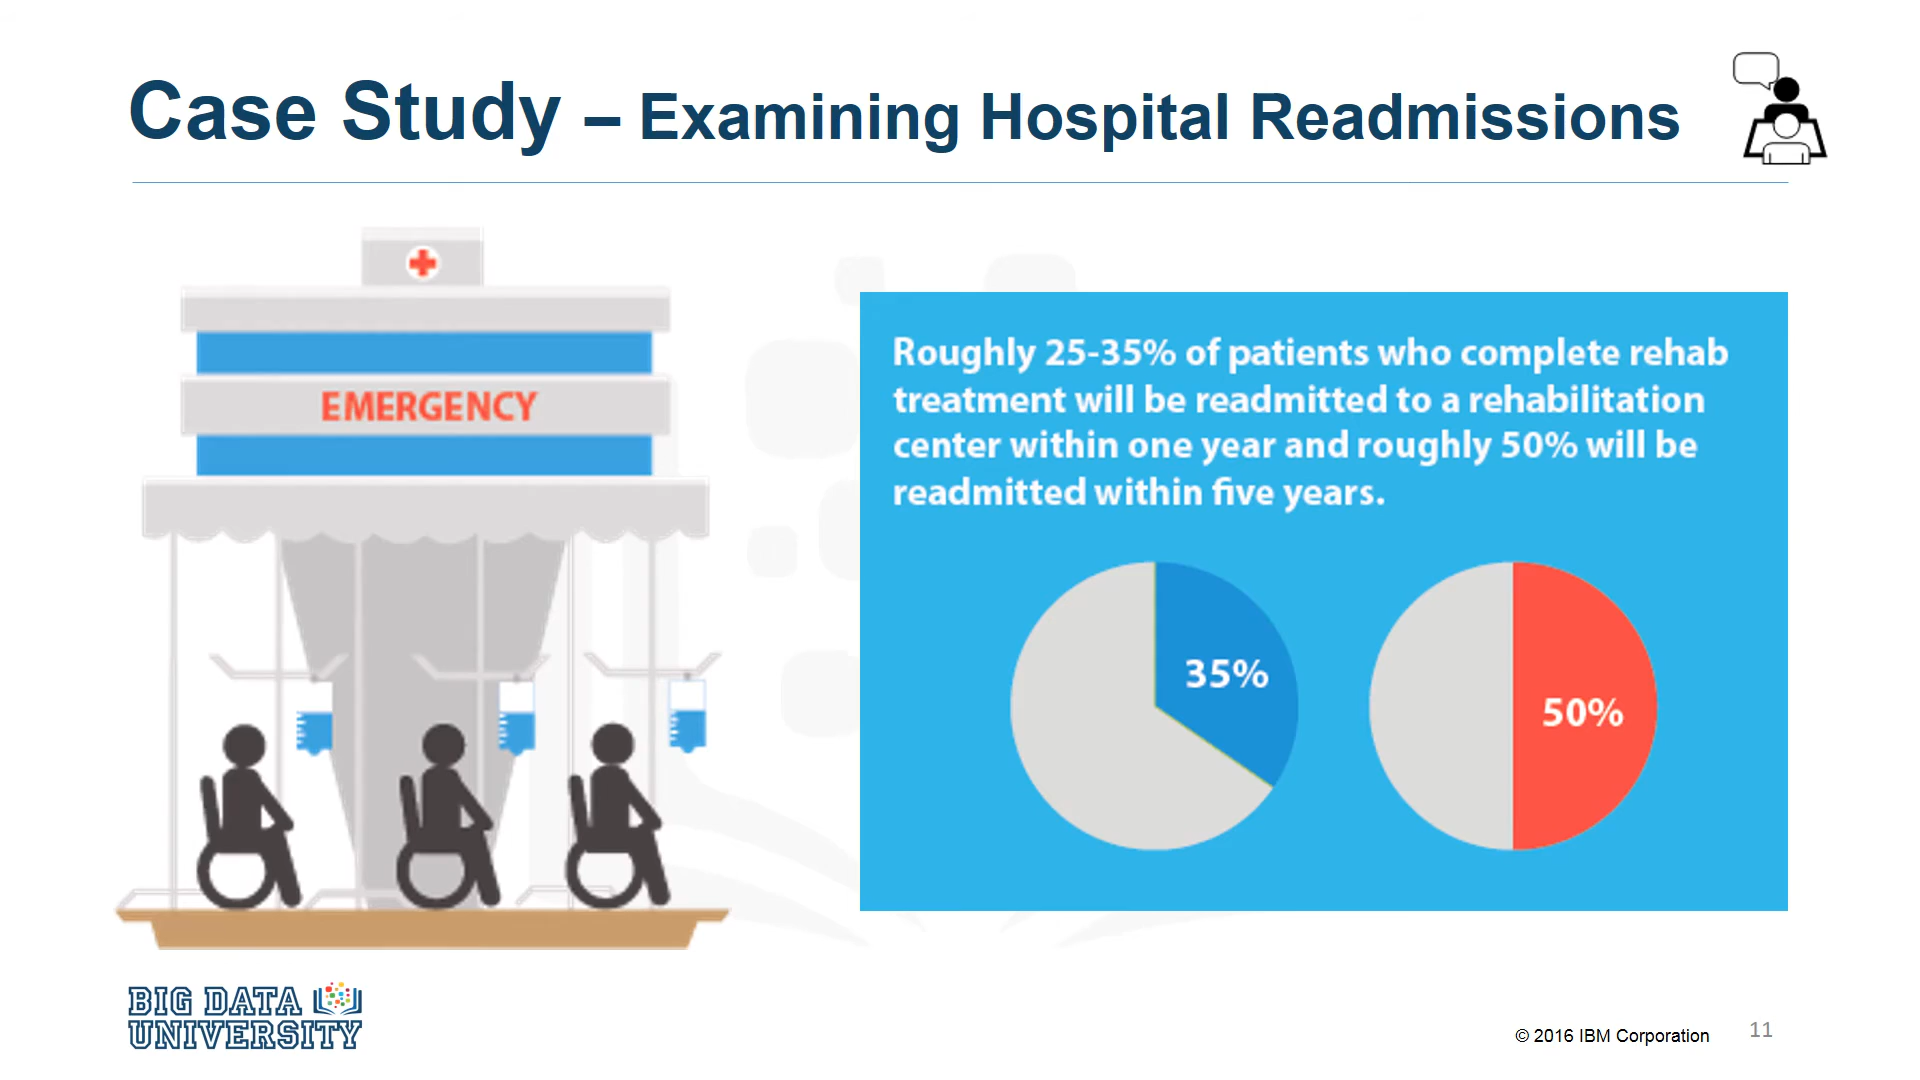 Case Study – Examining Hospital Readmissions
EMERGENCY
Roughly 25-35% of patients who complete rehab
treatment will be readmitted to a rehabilitation
center within one year and roughly 50% will be
readmitted within five years.
35%
50%
BIG DATA
UNIVERSITY
© 2016 IBM Corporation
11